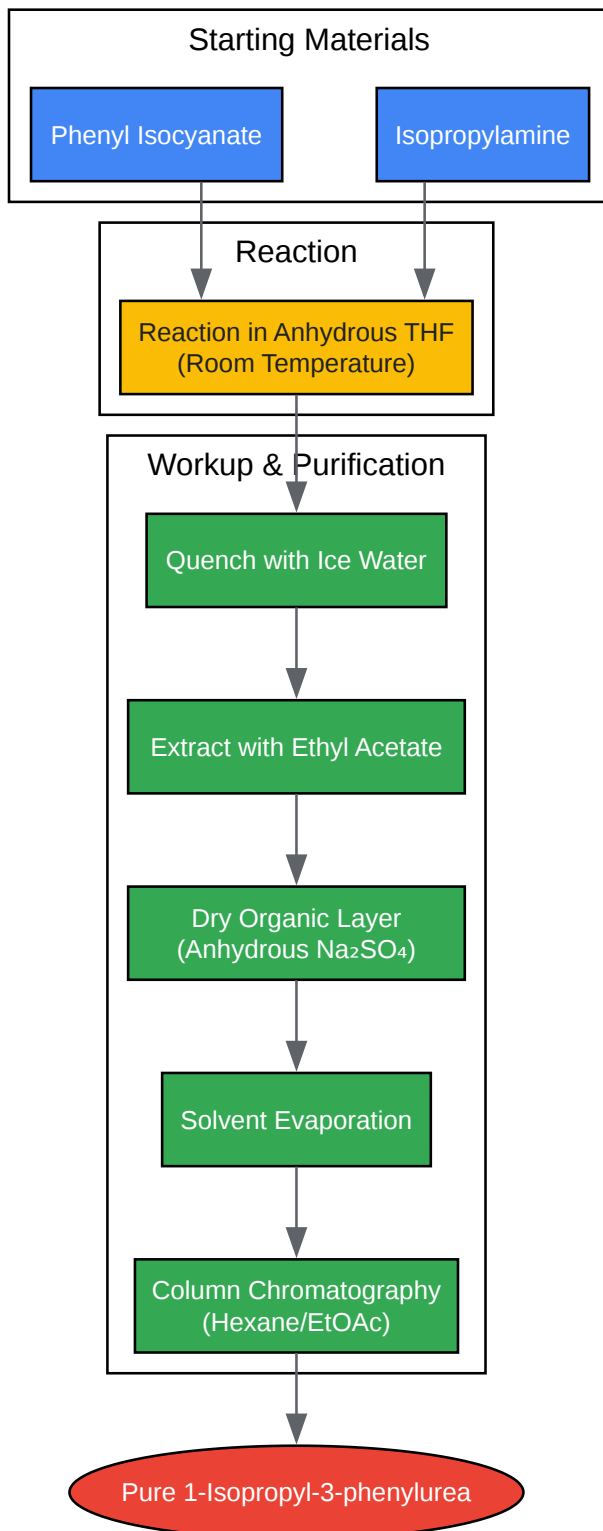 Starting Materials
Phenyl Isocyanate
Isopropylamine
Reaction
Reaction in Anhydrous THF
(Room Temperature)
Workup & Purification
Quench with Ice Water
Extract with Ethyl Acetate
Dry Organic Layer
(Anhydrous Na₂SO₄)
Solvent Evaporation
Column Chromatography
(Hexane/EtOAc)
Pure 1-Isopropyl-3-phenylurea